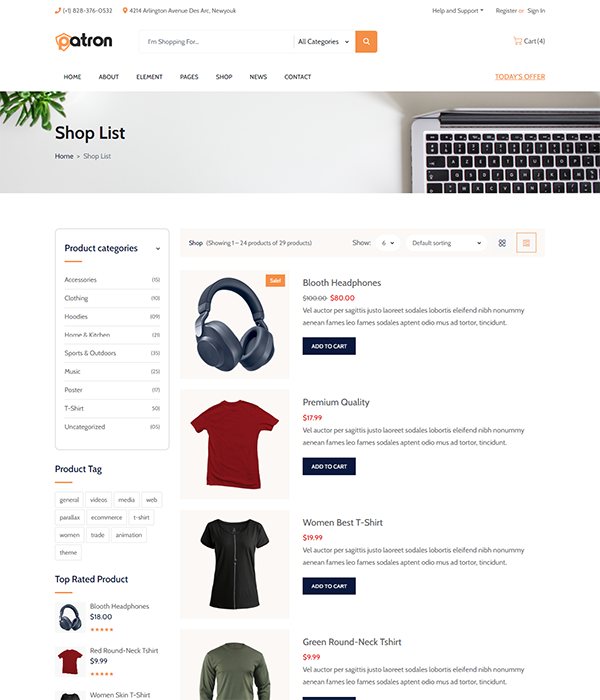 (+1) 828-376-0532
4214 Arlington Avenue Des Arc, Newyouk
Help and Support
Register or Sign In
patron
I'm Shopping For...
All Categories
Cart(4)
HOME
ABOUT
ELEMENT
PAGES
SHOP
NEWS
CONTACT
TODAY'S OFFER
Shop List
Home > Shop List
Product categories
Accessories (15)
Clothing (10)
Hoodies (09)
Home & Kitchen (21)
Sports & Outdoors (35)
Music (25)
Poster (17)
T-Shirt 50)
Uncategorized (05)
Product Tag
general videos media web
parallax ecommerce t-shirt
women trade animation
theme
Top Rated Product
Blooth Headphones
$18.00
Red Round-Neck Tshirt
$9.99
Women Skin T-Shirt
Shop (Showing 1 – 24 products of 29 products)
Show: 6
Default sorting
Sale!
Blooth Headphones
$100.00 $80.00
Vel auctor per sagittis justo laoreet sodales lobortis eleifend nibh nonummy
aenean fames leo fames sodales aptent odio mus ad tortor, tincidunt.
ADD TO CART
Premium Quality
$17.99
Vel auctor per sagittis justo laoreet sodales lobortis eleifend nibh nonummy
aenean fames leo fames sodales aptent odio mus ad tortor, tincidunt.
ADD TO CART
Women Best T-Shirt
$19.99
Vel auctor per sagittis justo laoreet sodales lobortis eleifend nibh nonummy
aenean fames leo fames sodales aptent odio mus ad tortor, tincidunt.
ADD TO CART
Green Round-Neck T-Shirt
$9.99
Vel auctor per sagittis justo laoreet sodales lobortis eleifend nibh nonummy
aenean fames leo fames sodales aptent odio mus ad tortor, tincidunt.